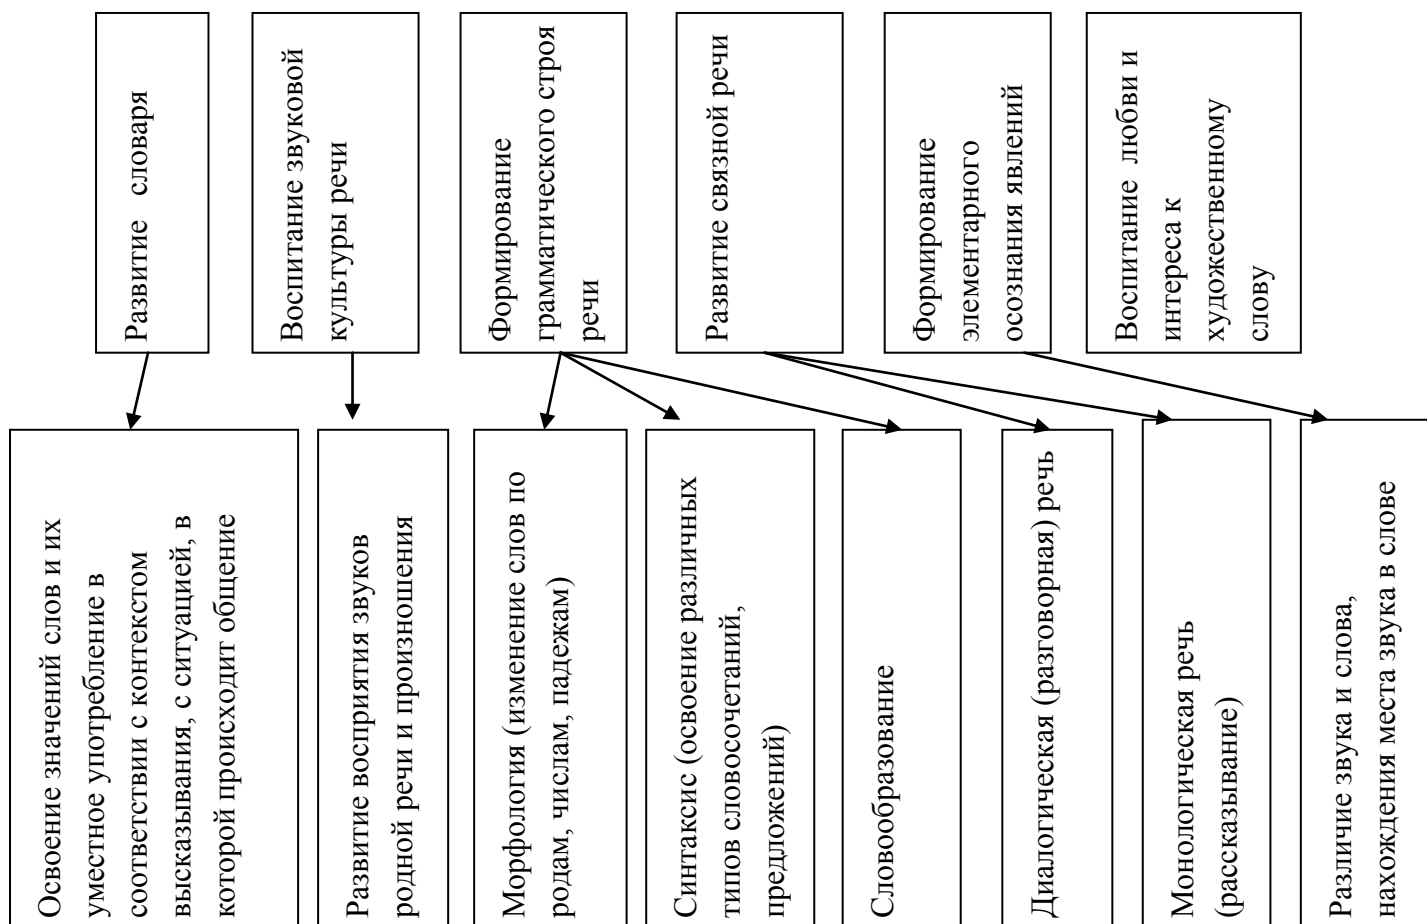 Развитие словаря
Воспитание звуковой
культуры речи
Формирование
грамматического строя
речи
Развитие связной речи
Формирование
элементарного
осознания явлений
Воспитание любви и
интереса к
художественному
слову
Освоение значений слов и их
уместное употребление в
соответствии с контекстом
высказывания, с ситуацией, в
которой происходит общение
Развитие восприятия звуков
родной речи и произношения
Морфология (изменение слов по
родам, числам, падежам)
Синтаксис (освоение различных
типов словосочетаний,
предложений)
Словообразование
Диалогическая (разговорная) речь
Монологическая речь
(рассказывание)
Различие звука и слова,
нахождения места звука в слове